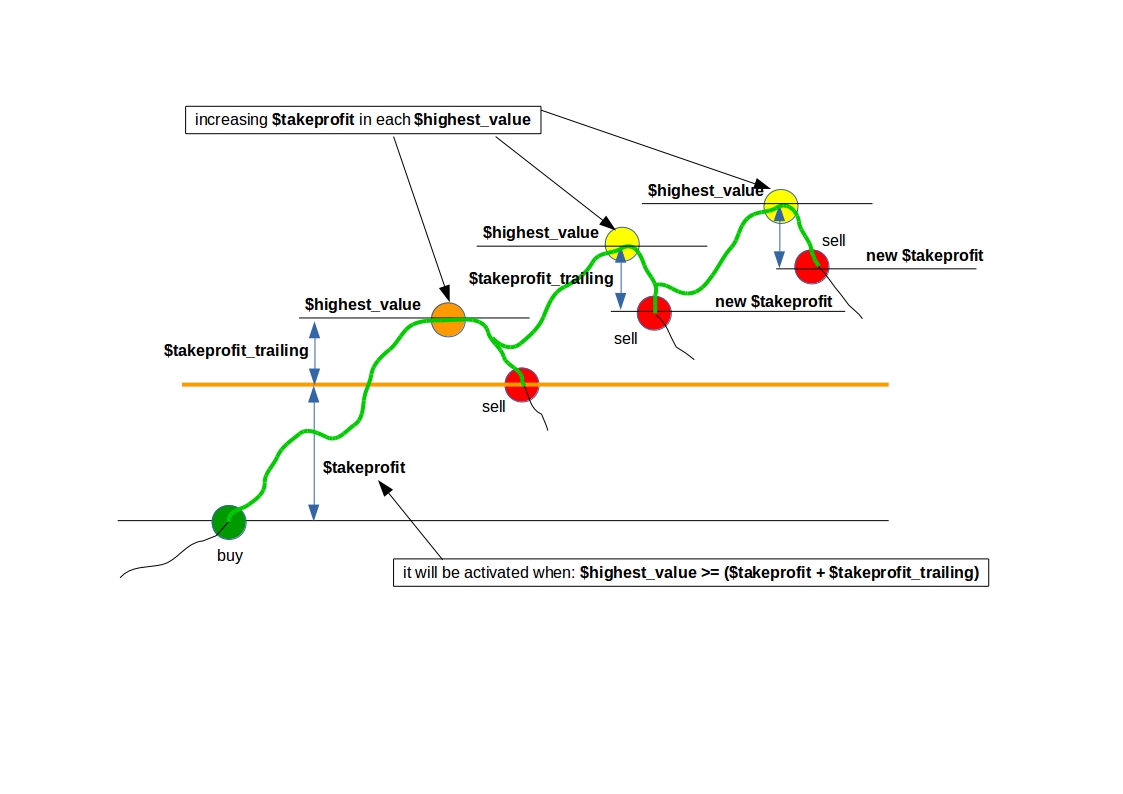 increasing $takeprofit in each $highest_value
$highest_value
$highest_value
sell
new $takeprofit
$takeprofit_trailing
$highest_value
new $takeprofit
sell
$takeprofit_trailing
sell
$takeprofit
buy
it will be activated when: $highest_value >= ($takeprofit + $takeprofit_trailing)